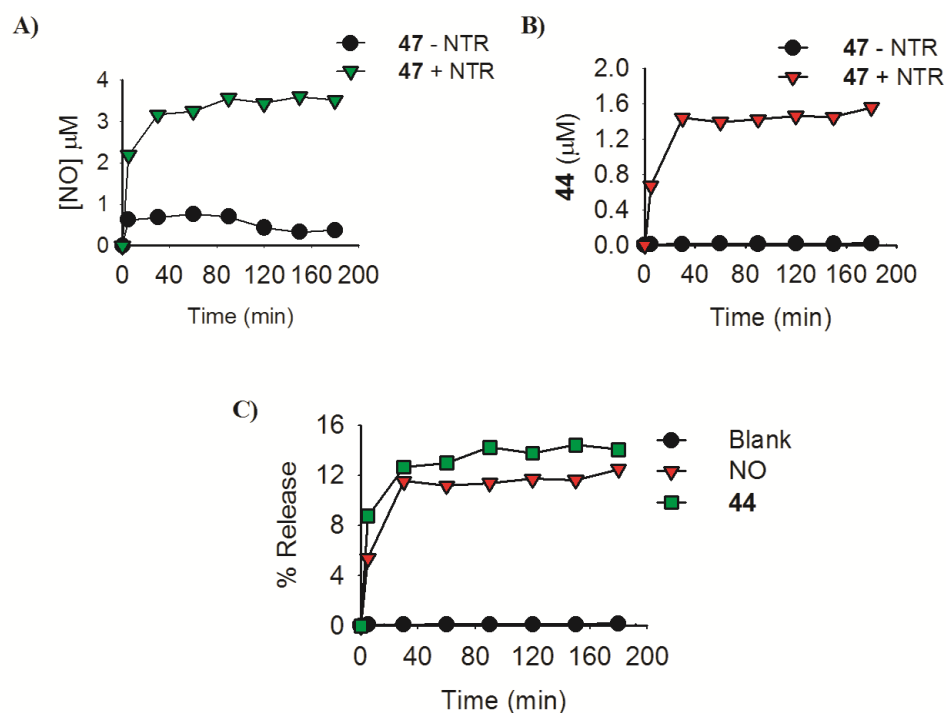 A)
47 - NTR
47 + NTR
[NO] μM
4
3
2
1
0
0 40 80 120 160 200
Time (min)
B)
47 - NTR
47 + NTR
44 (μM)
2.0
1.6
1.2
0.8
0.4
0.0
0 40 80 120 160 200
Time (min)
C)
Blank
NO
44
% Release
16
12
8
4
0
0 40 80 120 160 200
Time (min)